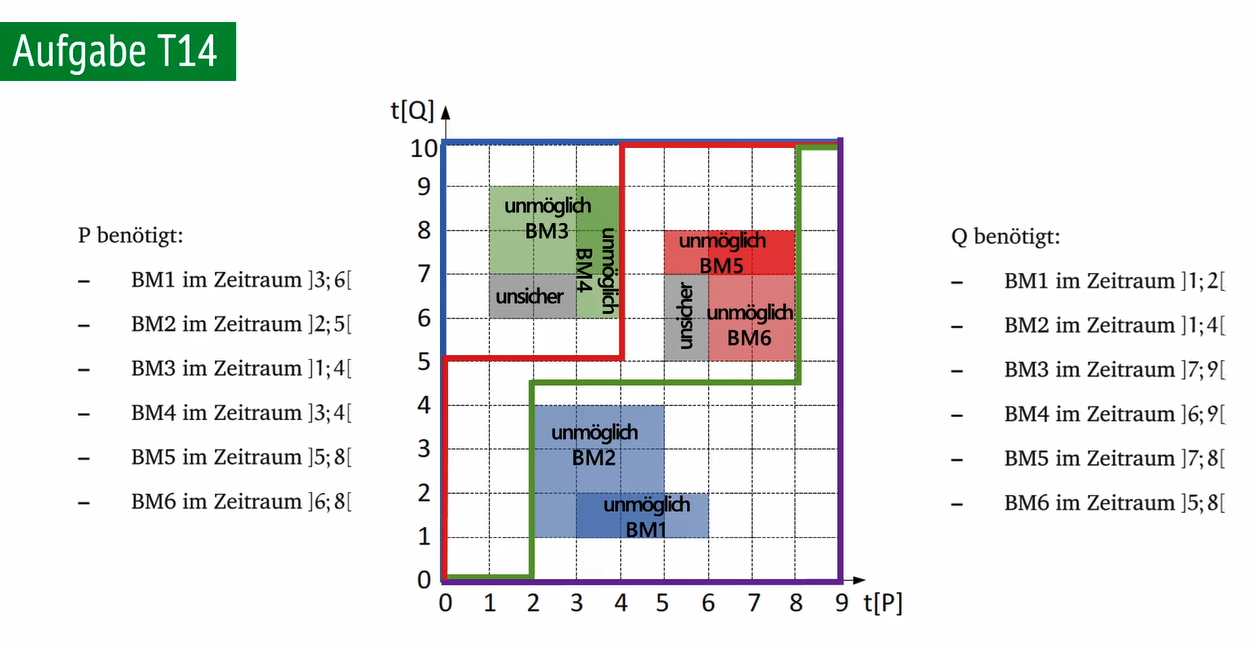 Aufgabe T14
P benötigt:
– BM1 im Zeitraum ]3; 6[
– BM2 im Zeitraum ]2; 5[
– BM3 im Zeitraum ]1; 4[
– BM4 im Zeitraum ]3; 4[
– BM5 im Zeitraum ]5; 8[
– BM6 im Zeitraum ]6; 8[
t[Q]
10
9
8
7
6
5
4
3
2
1
0
unmöglich
BM3
unmöglich
BM4
unsicher
unmöglich
BM5
unsicher
unmöglich
BM6
unmöglich
BM2
unmöglich
BM1
0 1 2 3 4 5 6 7 8 9 t[P]
Q benötigt:
– BM1 im Zeitraum ]1; 2[
– BM2 im Zeitraum ]1; 4[
– BM3 im Zeitraum ]7; 9[
– BM4 im Zeitraum ]6; 9[
– BM5 im Zeitraum ]7; 8[
– BM6 im Zeitraum ]5; 8[